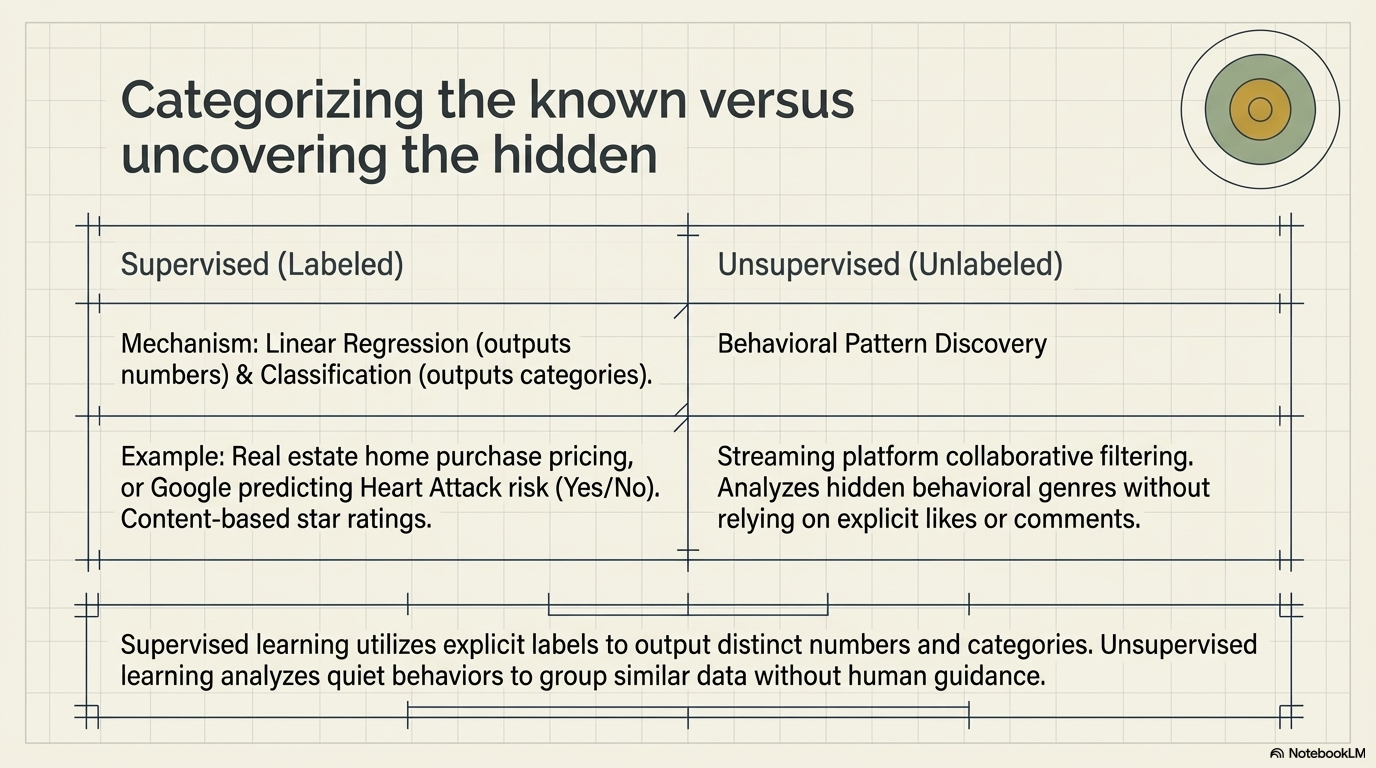 Categorizing the known versus
uncovering the hidden
Supervised (Labeled)
Unsupervised (Unlabeled)
Mechanism: Linear Regression (outputs
numbers) & Classification (outputs categories).
Behavioral Pattern Discovery
Example: Real estate home purchase pricing,
or Google predicting Heart Attack risk (Yes/No).
Content-based star ratings.
Streaming platform collaborative filtering.
Analyzes hidden behavioral genres without
relying on explicit likes or comments.
Supervised learning utilizes explicit labels to output distinct numbers and categories. Unsupervised
learning analyzes quiet behaviors to group similar data without human guidance.
NotebookLM